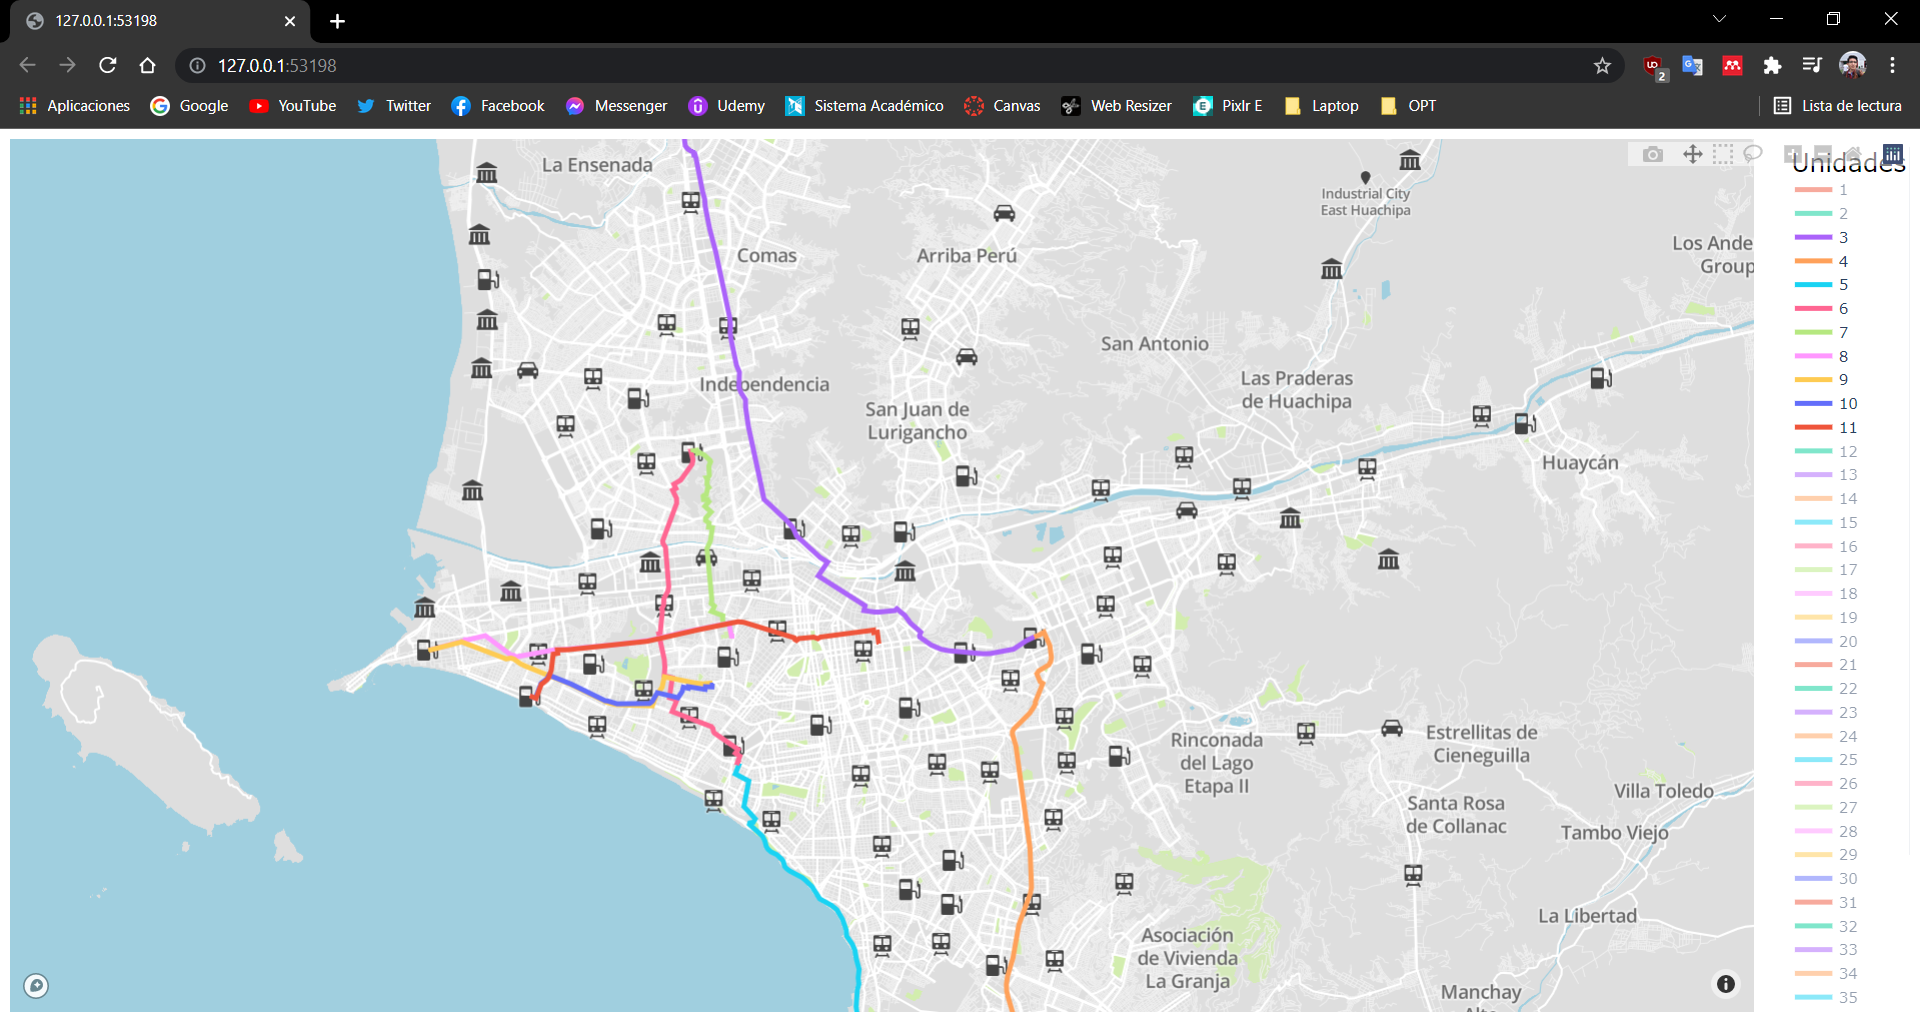 127.0.0.1:53198
127.0.0.1:53198
2
Aplicaciones
Google
YouTube
Twitter
Facebook
Messenger
Udemy
Sistema Académico
Canvas
Web Resizer
Pixlr E
Laptop
OPT
Lista de lectura
La Ensenada
Industrial City
East Huachipa
Comas
Arriba Perú
Los Ande
Group
San Antonio
Independencia
Las Praderas
de Huachipa
San Juan de
Lurigancho
Huaycán
Rinconada
del Lago
Etapa II
Estrellitas de
Cieneguilla
Villa Toledo
Santa Rosa
de Collanac
Tambo Viejo
La Libertad
Asociación
de Vivienda
La Granja
Manchay
Unidades
1
2
3
4
5
6
7
8
9
10
11
12
13
14
15
16
17
18
19
20
21
22
23
24
25
26
27
28
29
30
31
32
33
34
35